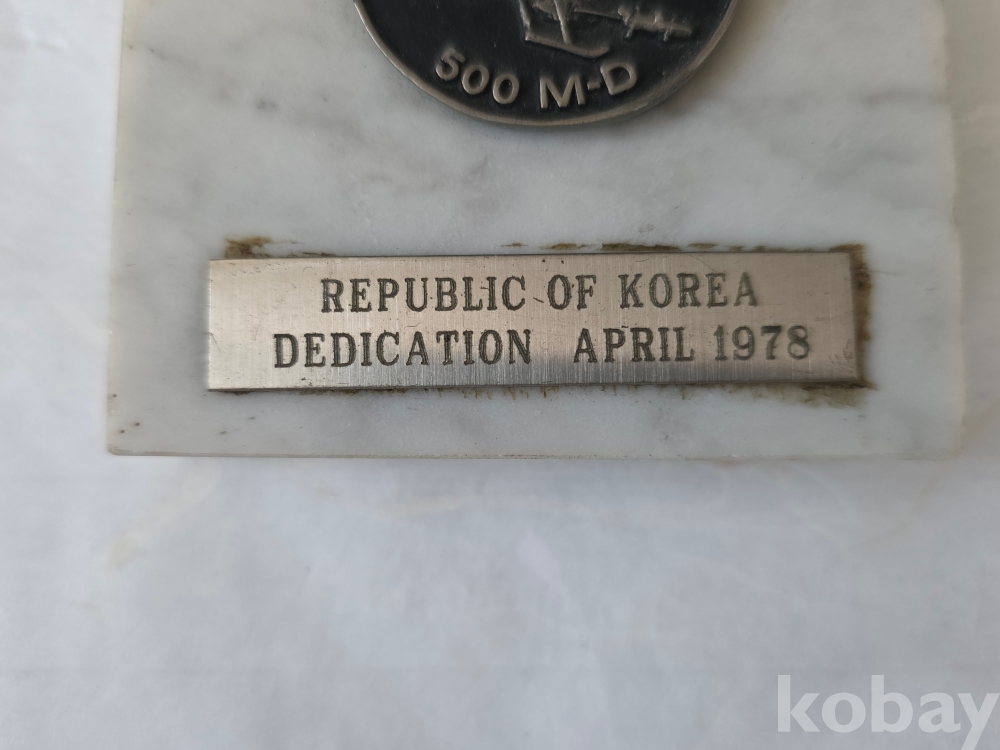 500 M-D
REPUBLIC OF KOREA
DEDICATION APRIL 1978
kobay